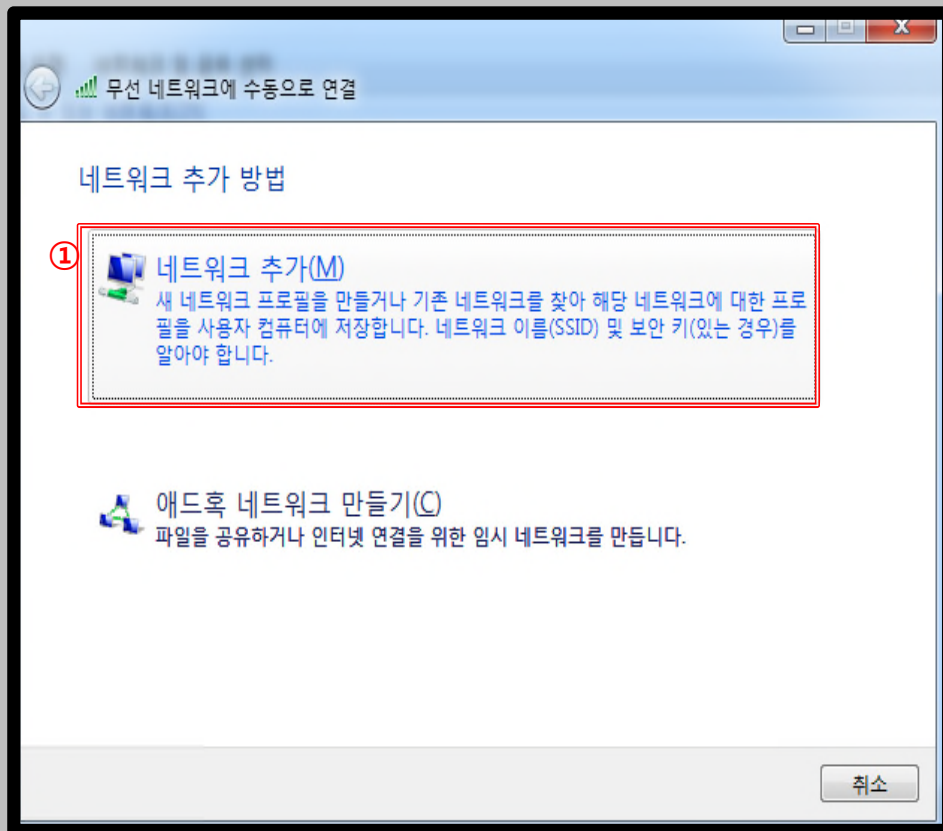 무선 네트워크에 수동으로 연결
네트워크 추가 방법
①
네트워크 추가(M)
새 네트워크 프로필을 만들거나 기존 네트워크를 찾아 해당 네트워크에 대한 프로
필을 사용자 컴퓨터에 저장합니다. 네트워크 이름(SSID) 및 보안 키(있는 경우)를
알아야 합니다.
애드혹 네트워크 만들기(C)
파일을 공유하거나 인터넷 연결을 위한 임시 네트워크를 만듭니다.
취소